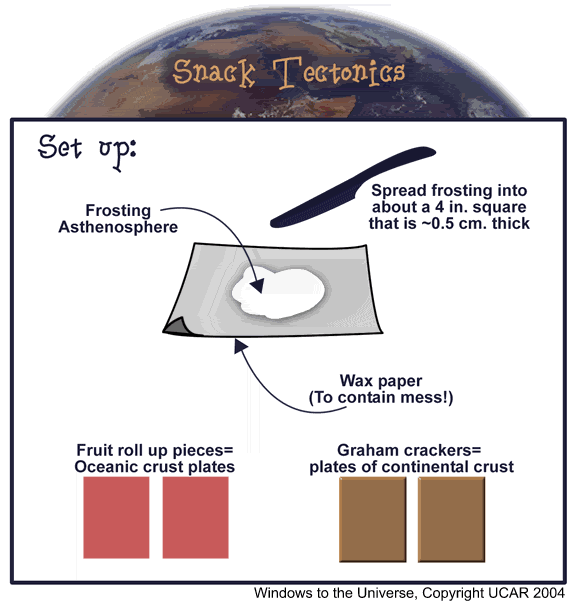 Snack Tectonics
Set up:
Spread frosting into
about a 4 in. square
that is ~0.5 cm. thick
Frosting
Asthenosphere
Wax paper
(To contain mess!)
Fruit roll up pieces=
Oceanic crust plates
Graham crackers=
plates of continental crust
Windows to the Universe, Copyright UCAR 2004